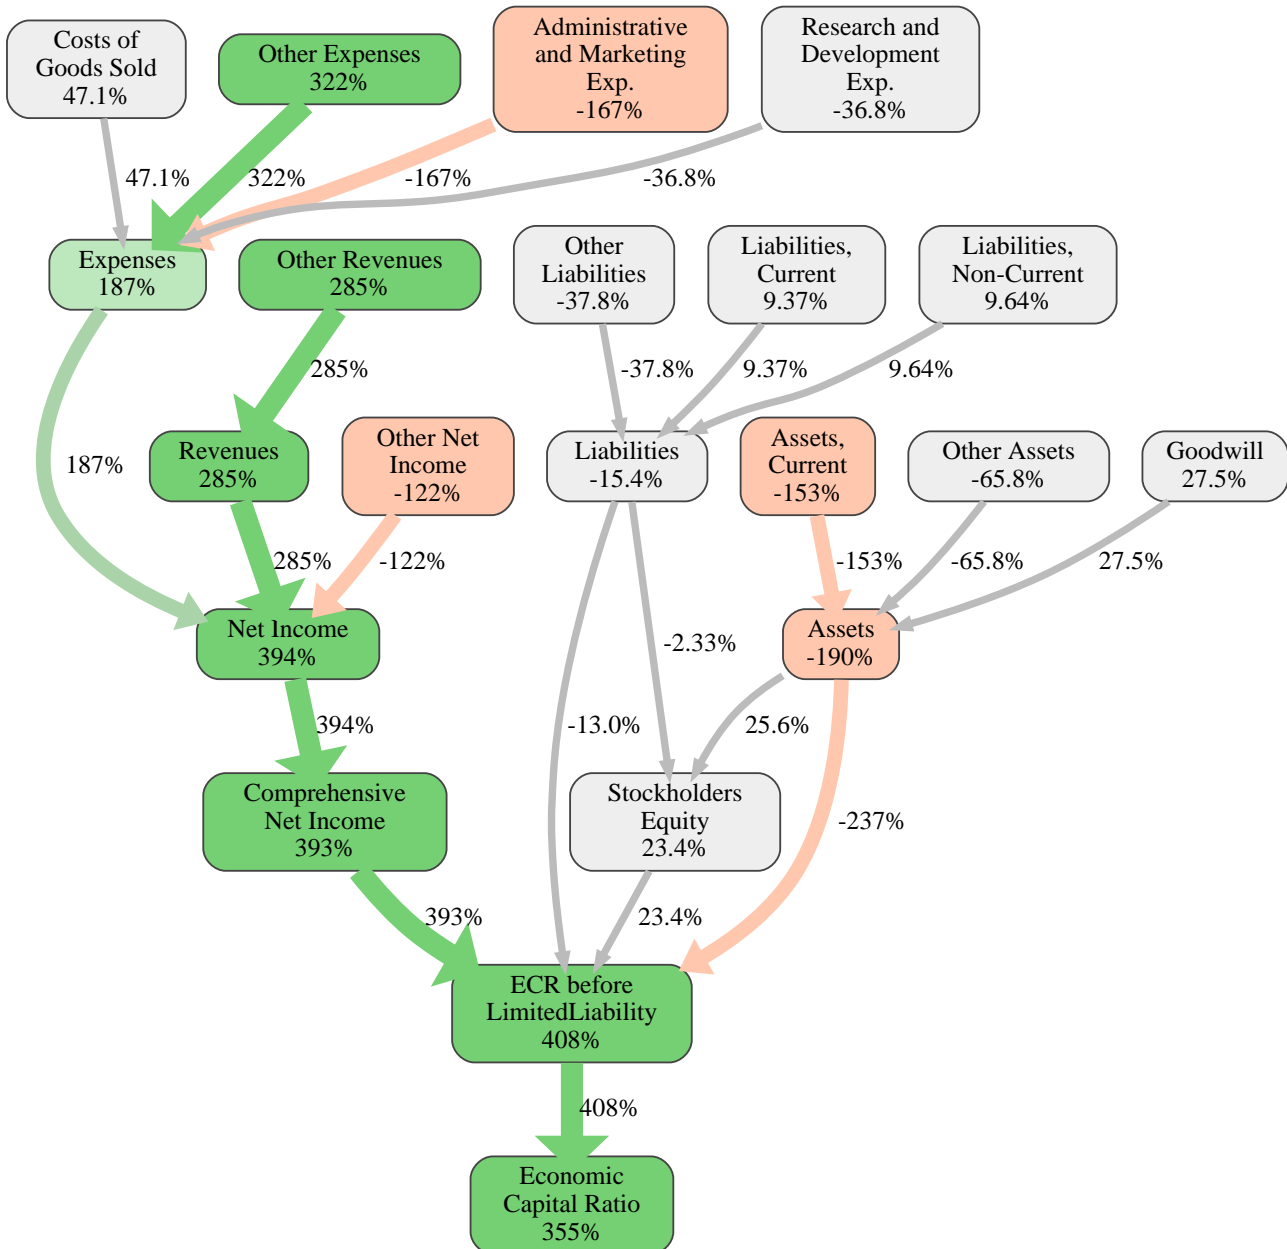 Costs of
Goods Sold
47.1%
Other Expenses
322%
Administrative
and Marketing
Exp.
-167%
Research and
Development
Exp.
-36.8%
47.1%
322%
-167%
-36.8%
Expenses
187%
Other Revenues
285%
Other
Liabilities
-37.8%
Liabilities,
Current
9.37%
Liabilities,
Non-Current
9.64%
285%
-37.8%
9.37%
9.64%
187%
Revenues
285%
Other Net
Income
-122%
Liabilities
-15.4%
Assets,
Current
-153%
Other Assets
-65.8%
Goodwill
27.5%
285%
-122%
-153%
-65.8%
27.5%
Net Income
394%
-2.33%
Assets
-190%
394%
-13.0%
25.6%
Comprehensive
Net Income
393%
Stockholders
Equity
23.4%
-237%
393%
23.4%
ECR before
LimitedLiability
408%
408%
Economic
Capital Ratio
355%